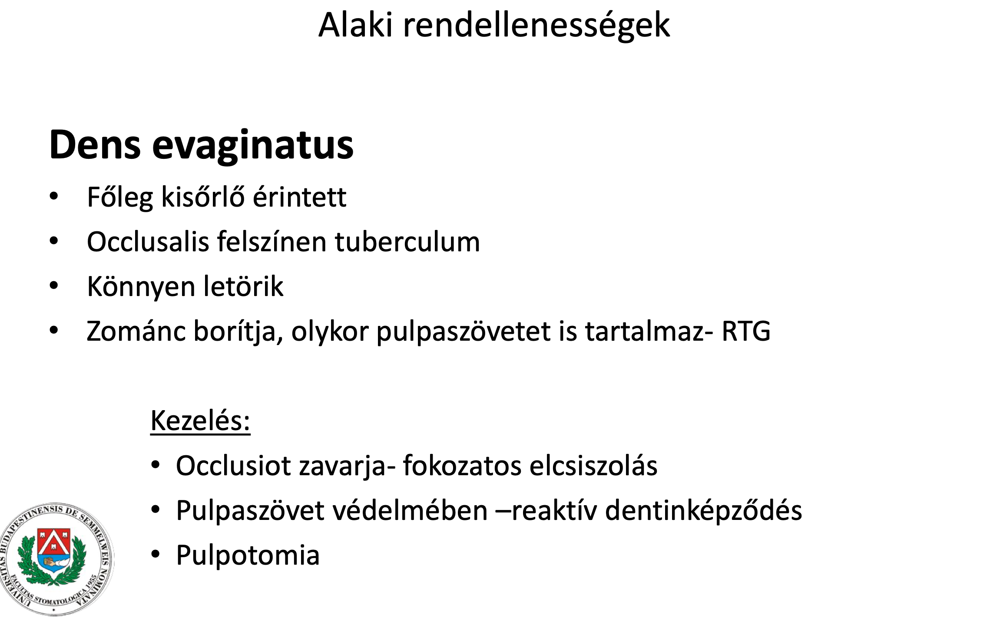 Alaki rendellenességek
Dens evaginatus
• Főleg kisőrlő érintett
• Occlusalis felszínen tuberculum
• Könnyen letörik
• Zománc borítja, olykor pulpaszövetet is tartalmaz- RTG
Kezelés:
• Occlusiot zavarja- fokozatos elcsiszolás
• Pulpaszövet védelmében –reaktív dentinképződés
• Pulpotomia
UNIVERSITAS BUDAPESTINENSIS DE SEMMELWEIS NOMINATA
FACULTAS STOMATOLOGICA 1955